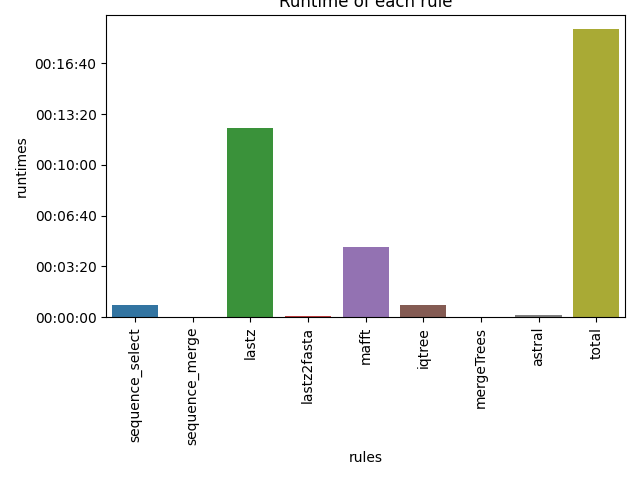 Runtime of each rule
00:16:40
00:13:20
00:10:00
00:06:40
00:03:20
00:00:00
runtimes
sequence_select
sequence_merge
lastz
lastz2fasta
mafft
iqtree
mergeTrees
astral
total
rules